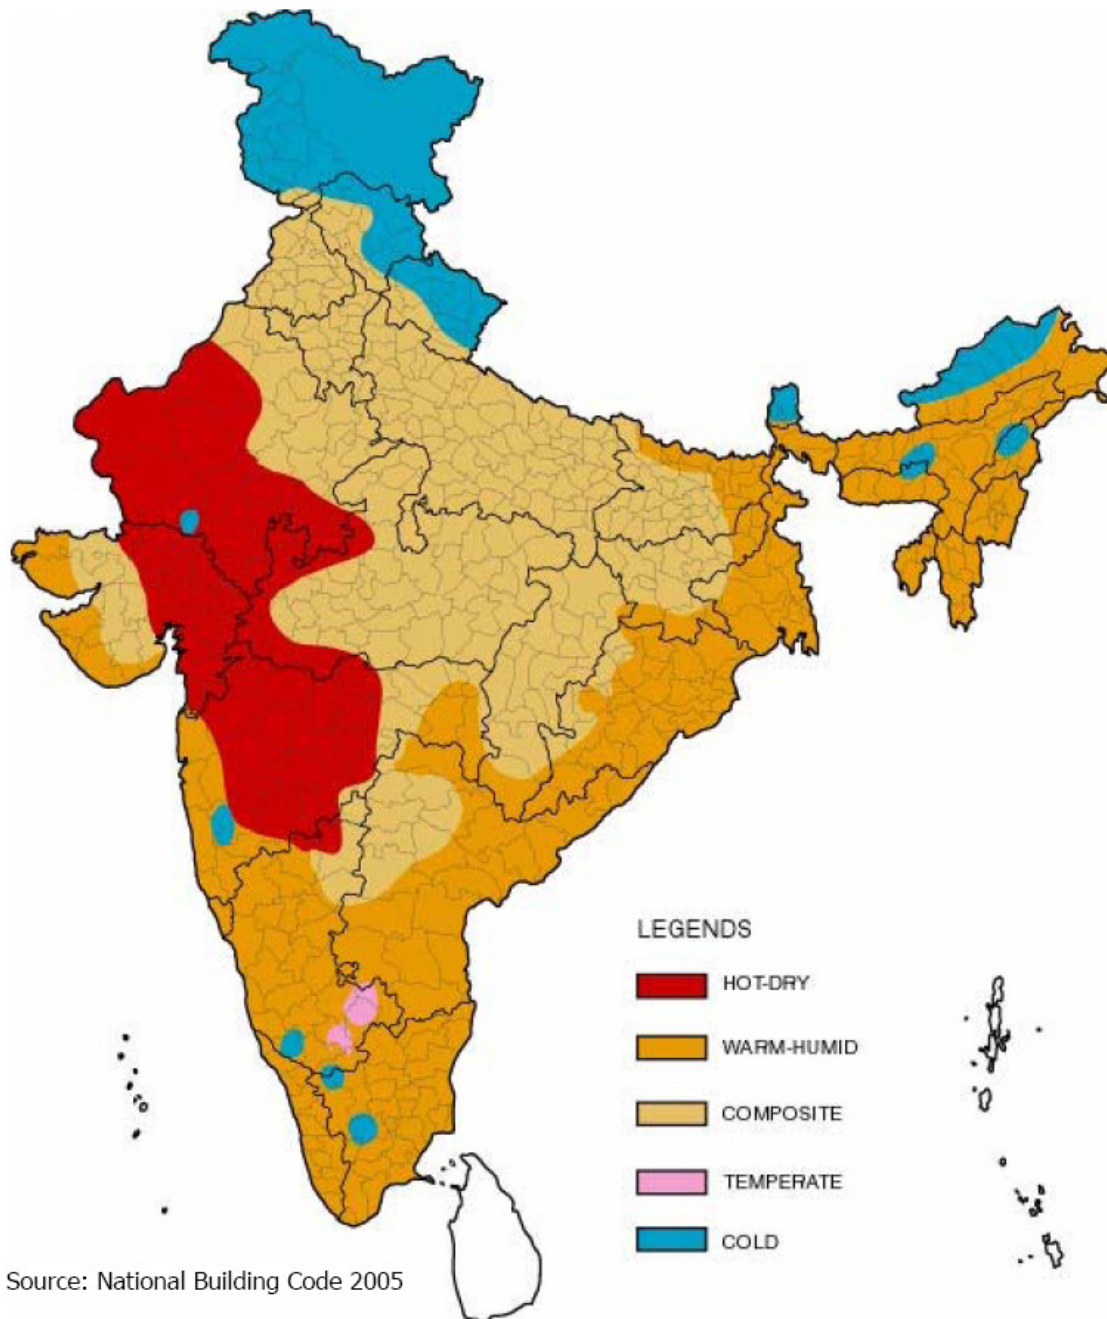 LEGENDS
HOT-DRY
WARM-HUMID
COMPOSITE
TEMPERATE
COLD
Source: National Building Code 2005